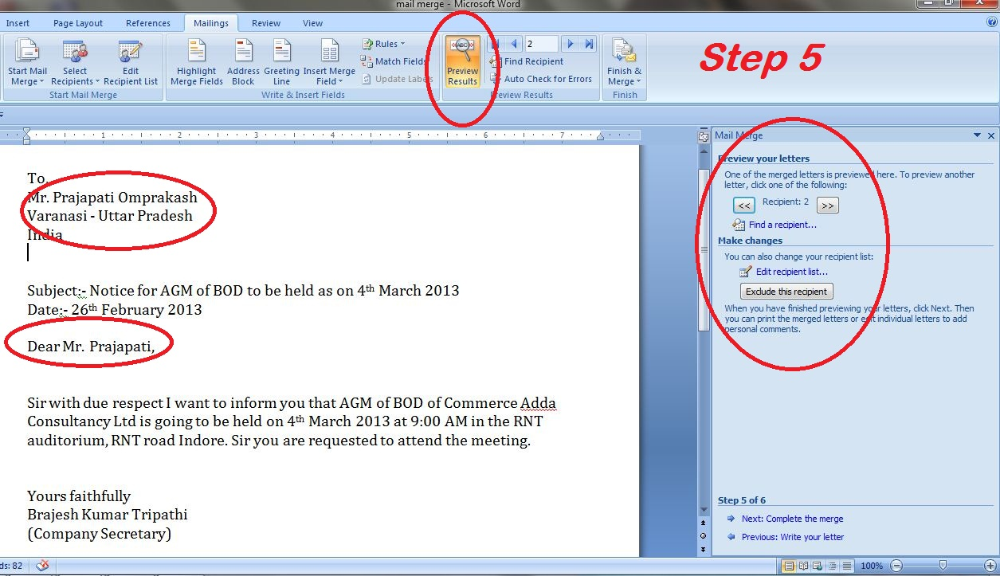 mail merge - Microsoft Word
Insert Page Layout References Mailings Review View
Start Mail Merge
Select Recipients
Edit Recipient List
Start Mail Merge
Highlight Merge Fields
Address Block
Greeting Line
Insert Merge Field
Rules
Match Fields
Update Labels
Write & Insert Fields
«ABC»
Preview Results
2
Find Recipient
Auto Check for Errors
Preview Results
Finish & Merge
Finish
Step 5
1 2 3 4 5 6 7
To,
Mr. Prajapati Omprakash
Varanasi - Uttar Pradesh
India
Subject:- Notice for AGM of BOD to be held as on 4th March 2013
Date:- 26th February 2013
Dear Mr. Prajapati,
Sir with due respect I want to inform you that AGM of BOD of Commerce Adda
Consultancy Ltd is going to be held on 4th March 2013 at 9:00 AM in the RNT
auditorium, RNT road Indore. Sir you are requested to attend the meeting.
Yours faithfully
Brajesh Kumar Tripathi
(Company Secretary)
Mail Merge
Preview your letters
One of the merged letters is previewed here. To preview another
letter, click one of the following:
<< Recipient: 2 >>
Find a recipient...
Make changes
You can also change your recipient list:
Edit recipient list...
Exclude this recipient
When you have finished previewing your letters, click Next. Then
you can print the merged letters or edit individual letters to add
personal comments.
Step 5 of 6
Next: Complete the merge
Previous: Write your letter
ds: 82
100%